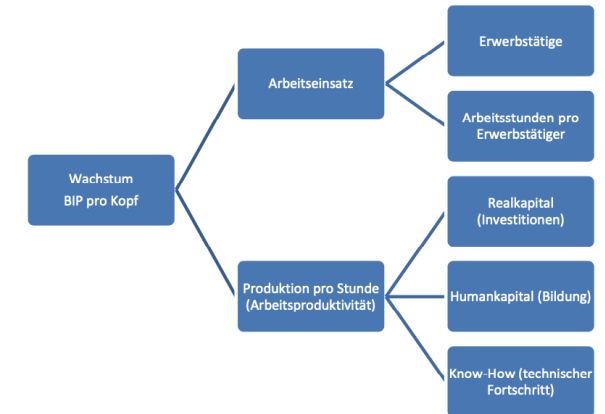 Wachstum
BIP pro Kopf
Arbeitseinsatz
Erwerbstätige
Arbeitsstunden pro
Erwerbstätiger
Produktion pro Stunde
(Arbeitsproduktivität)
Realkapital
(Investitionen)
Humankapital (Bildung)
Know-How (technischer
Fortschritt)